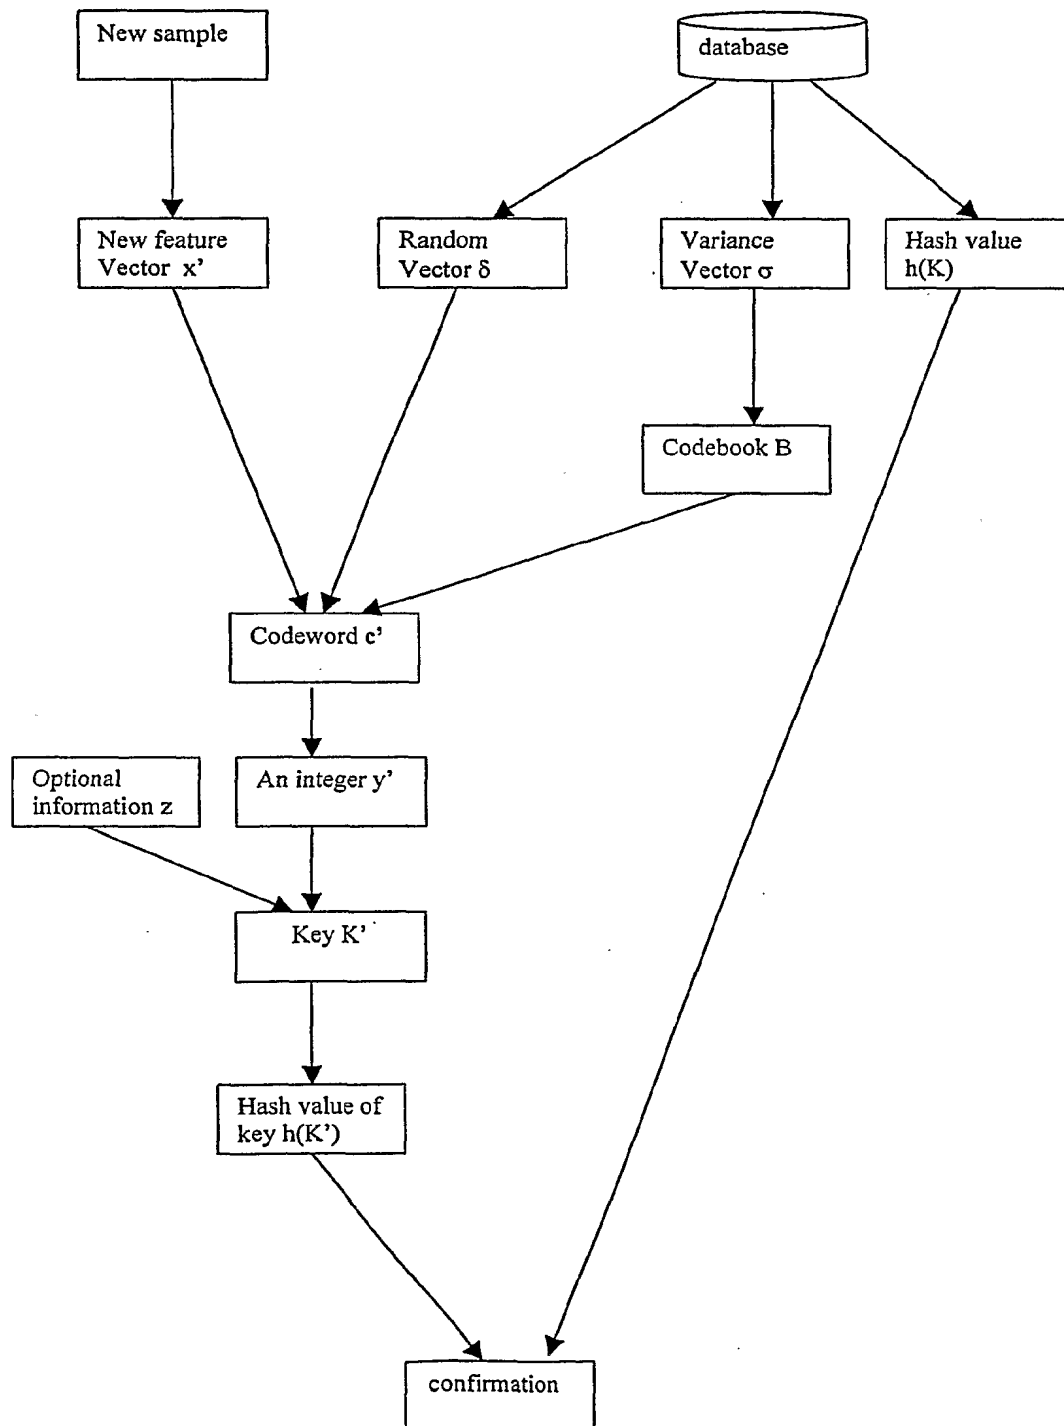 New sample
database
New feature
Vector x’
Random
Vector δ
Variance
Vector σ
Hash value
h(K)
Codebook B
Codeword c’
Optional
information z
An integer y’
Key K’
Hash value of
key h(K’)
confirmation